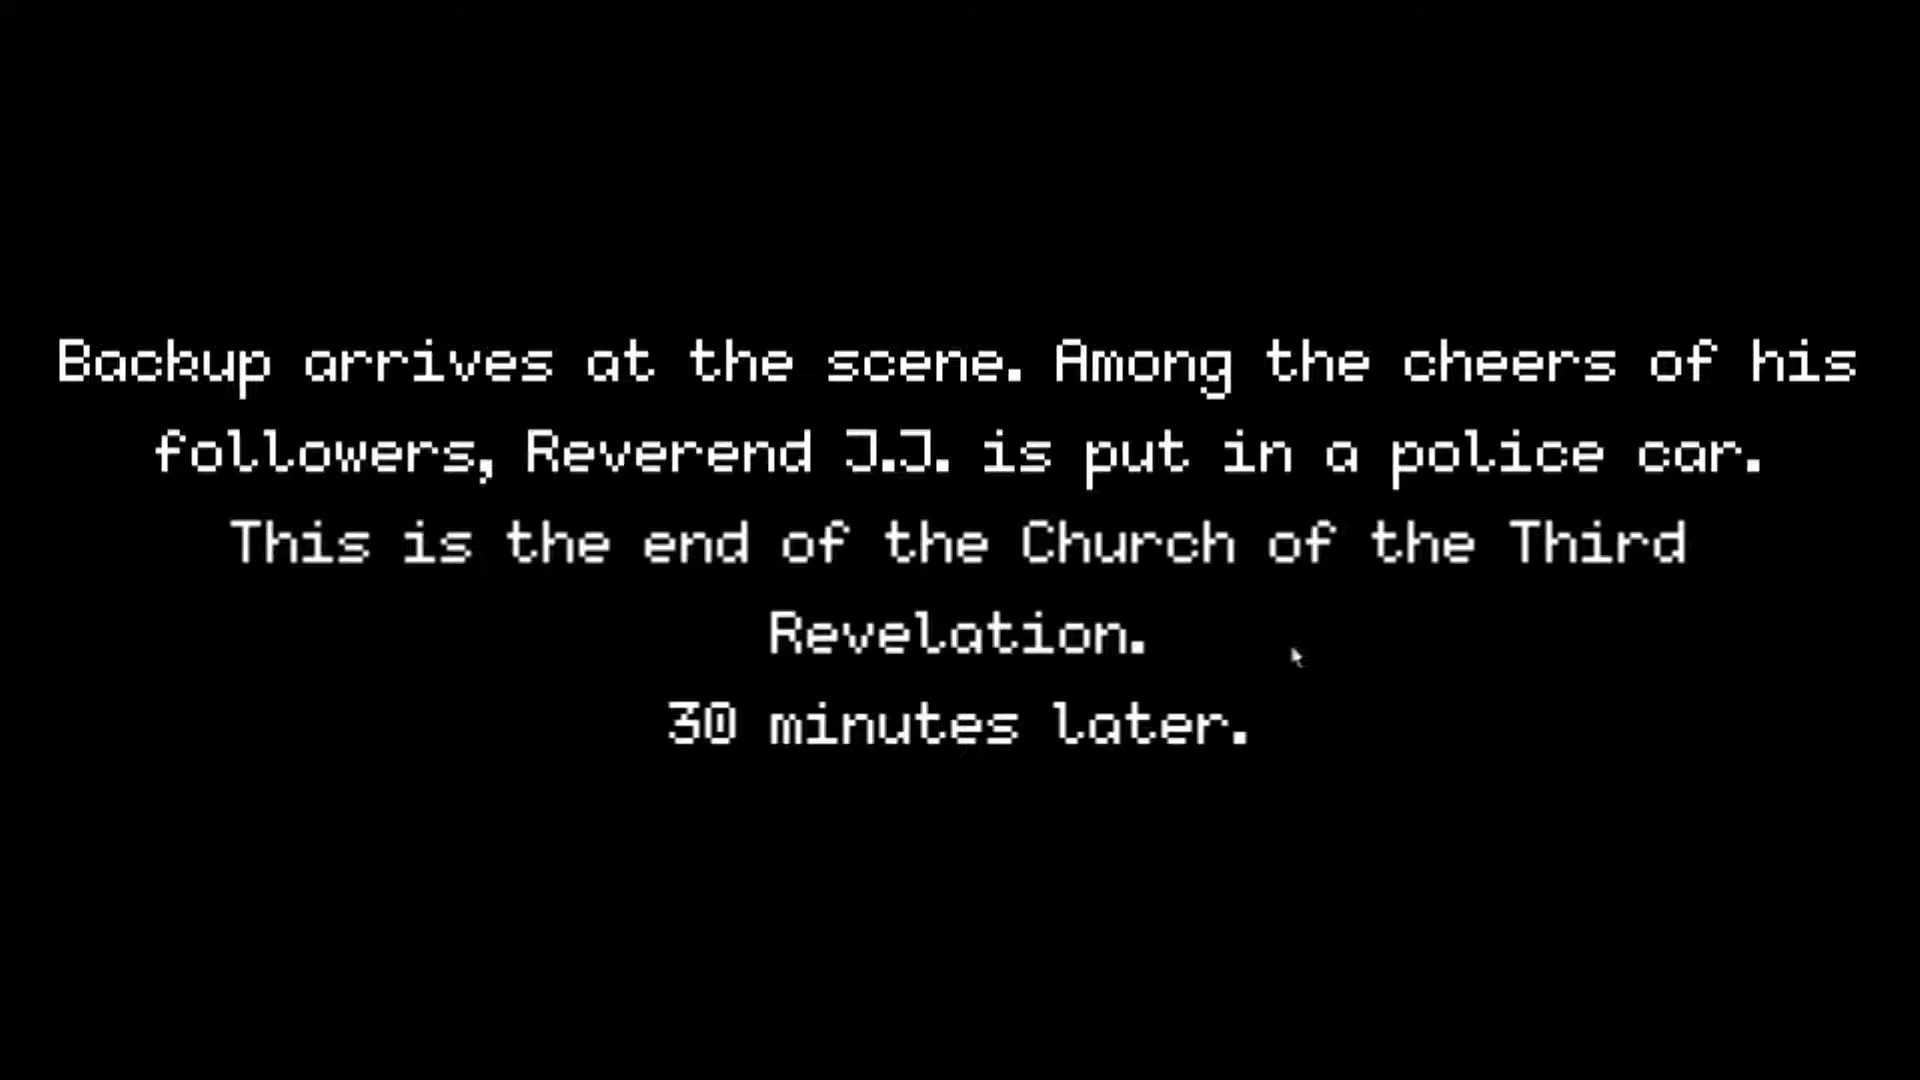 Backup arrives at the scene. Among the cheers of his
followers, Reverend J.J. is put in a police car.
This is the end of the Church of the Third
Revelation.
30 minutes later.